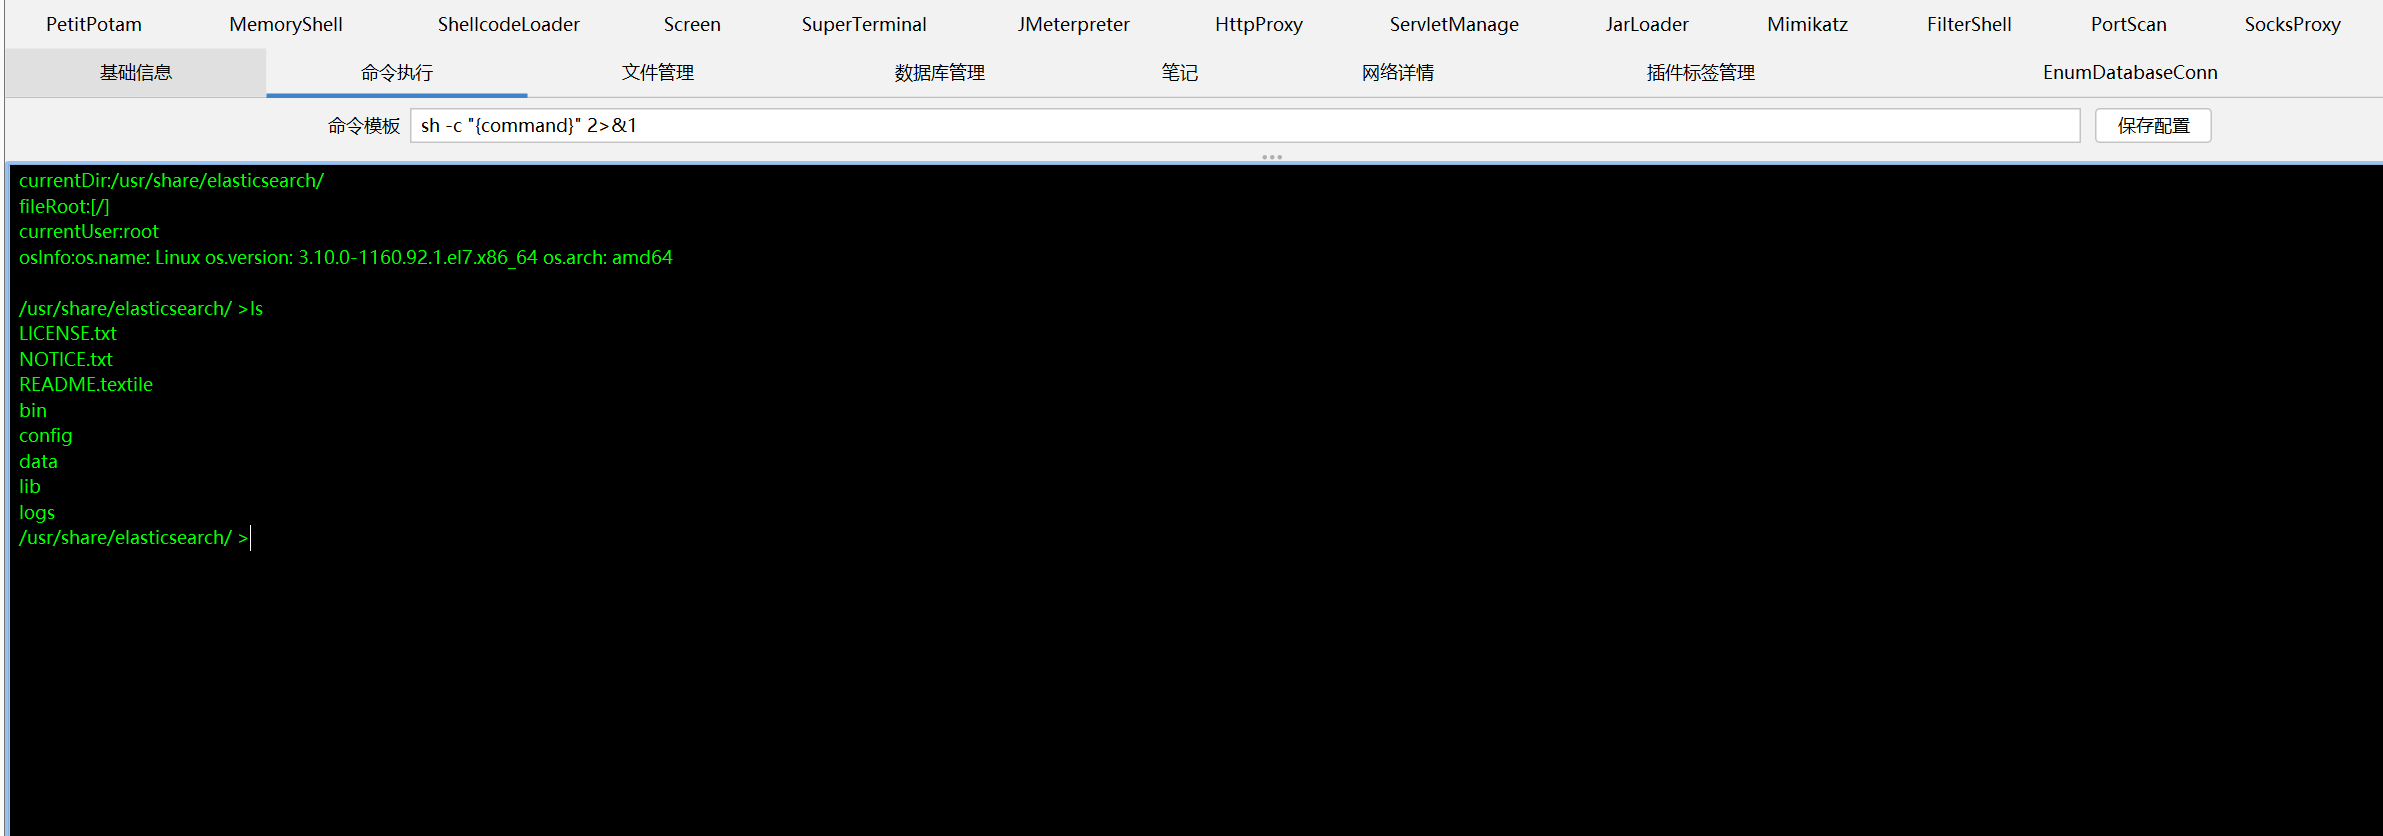 PetitPotam MemoryShell ShellcodeLoader Screen SuperTerminal JMeterpreter HttpProxy ServletManage JarLoader Mimikatz FilterShell PortScan SocksProxy
基础信息 命令执行 文件管理 数据库管理 笔记 网络详情 插件标签管理 EnumDatabaseConn
命令模板 sh -c "{command}" 2>&1 保存配置
currentDir:/usr/share/elasticsearch/
fileRoot:[/]
currentUser:root
osInfo:os.name: Linux os.version: 3.10.0-1160.92.1.el7.x86_64 os.arch: amd64
/usr/share/elasticsearch/ >ls
LICENSE.txt
NOTICE.txt
README.textile
bin
config
data
lib
logs
/usr/share/elasticsearch/ >